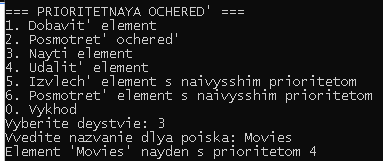 === PRIORITETNAYA OCHERED' ===
1. Dobavit' element
2. Posmotret' ochered'
3. Nayti element
4. Udalit' element
5. Izvlech' element s naivysshim prioritetom
6. Posmotret' element s naivysshim prioritetom
0. Vykhod
Vyberite deystvie: 3
Vvedite nazvanie dlya poiska: Movies
Element 'Movies' nayden s prioritetom 4